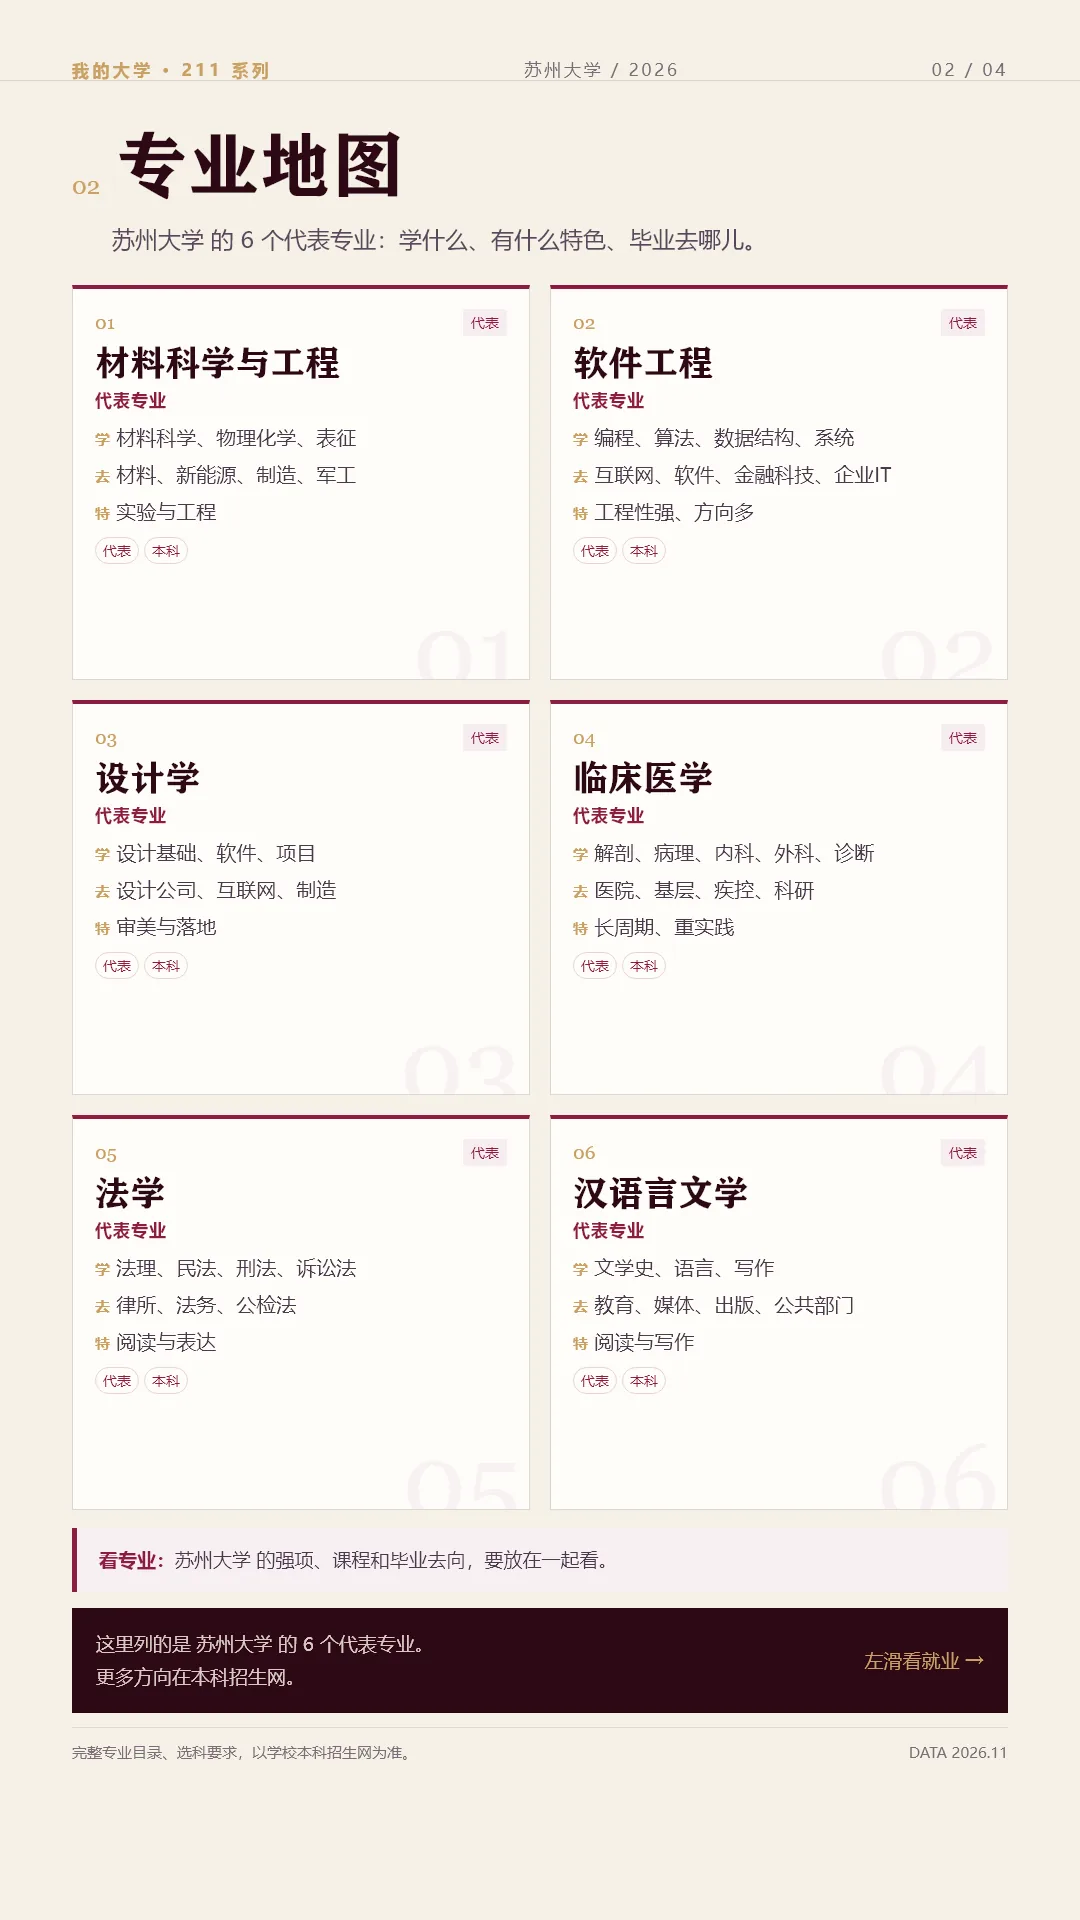 我的大学 • 211 系列
苏州大学 / 2026
02 / 04
02 专业地图
苏州大学 的 6 个代表专业：学什么、有什么特色、毕业去哪儿。
01
代表
材料科学与工程
代表专业
学 材料科学、物理化学、表征
去 材料、新能源、制造、军工
特 实验与工程
代表 本科
01
02
代表
软件工程
代表专业
学 编程、算法、数据结构、系统
去 互联网、软件、金融科技、企业IT
特 工程性强、方向多
代表 本科
02
03
代表
设计学
代表专业
学 设计基础、软件、项目
去 设计公司、互联网、制造
特 审美与落地
代表 本科
03
04
代表
临床医学
代表专业
学 解剖、病理、内科、外科、诊断
去 医院、基层、疾控、科研
特 长周期、重实践
代表 本科
04
05
代表
法学
代表专业
学 法理、民法、刑法、诉讼法
去 律所、法务、公检法
特 阅读与表达
代表 本科
05
06
代表
汉语言文学
代表专业
学 文学史、语言、写作
去 教育、媒体、出版、公共部门
特 阅读与写作
代表 本科
06
看专业：苏州大学 的强项、课程和毕业去向，要放在一起看。
这里列的是 苏州大学 的 6 个代表专业。
更多方向在本科招生网。
左滑看就业 →
完整专业目录、选科要求，以学校本科招生网为准。
DATA 2026.11